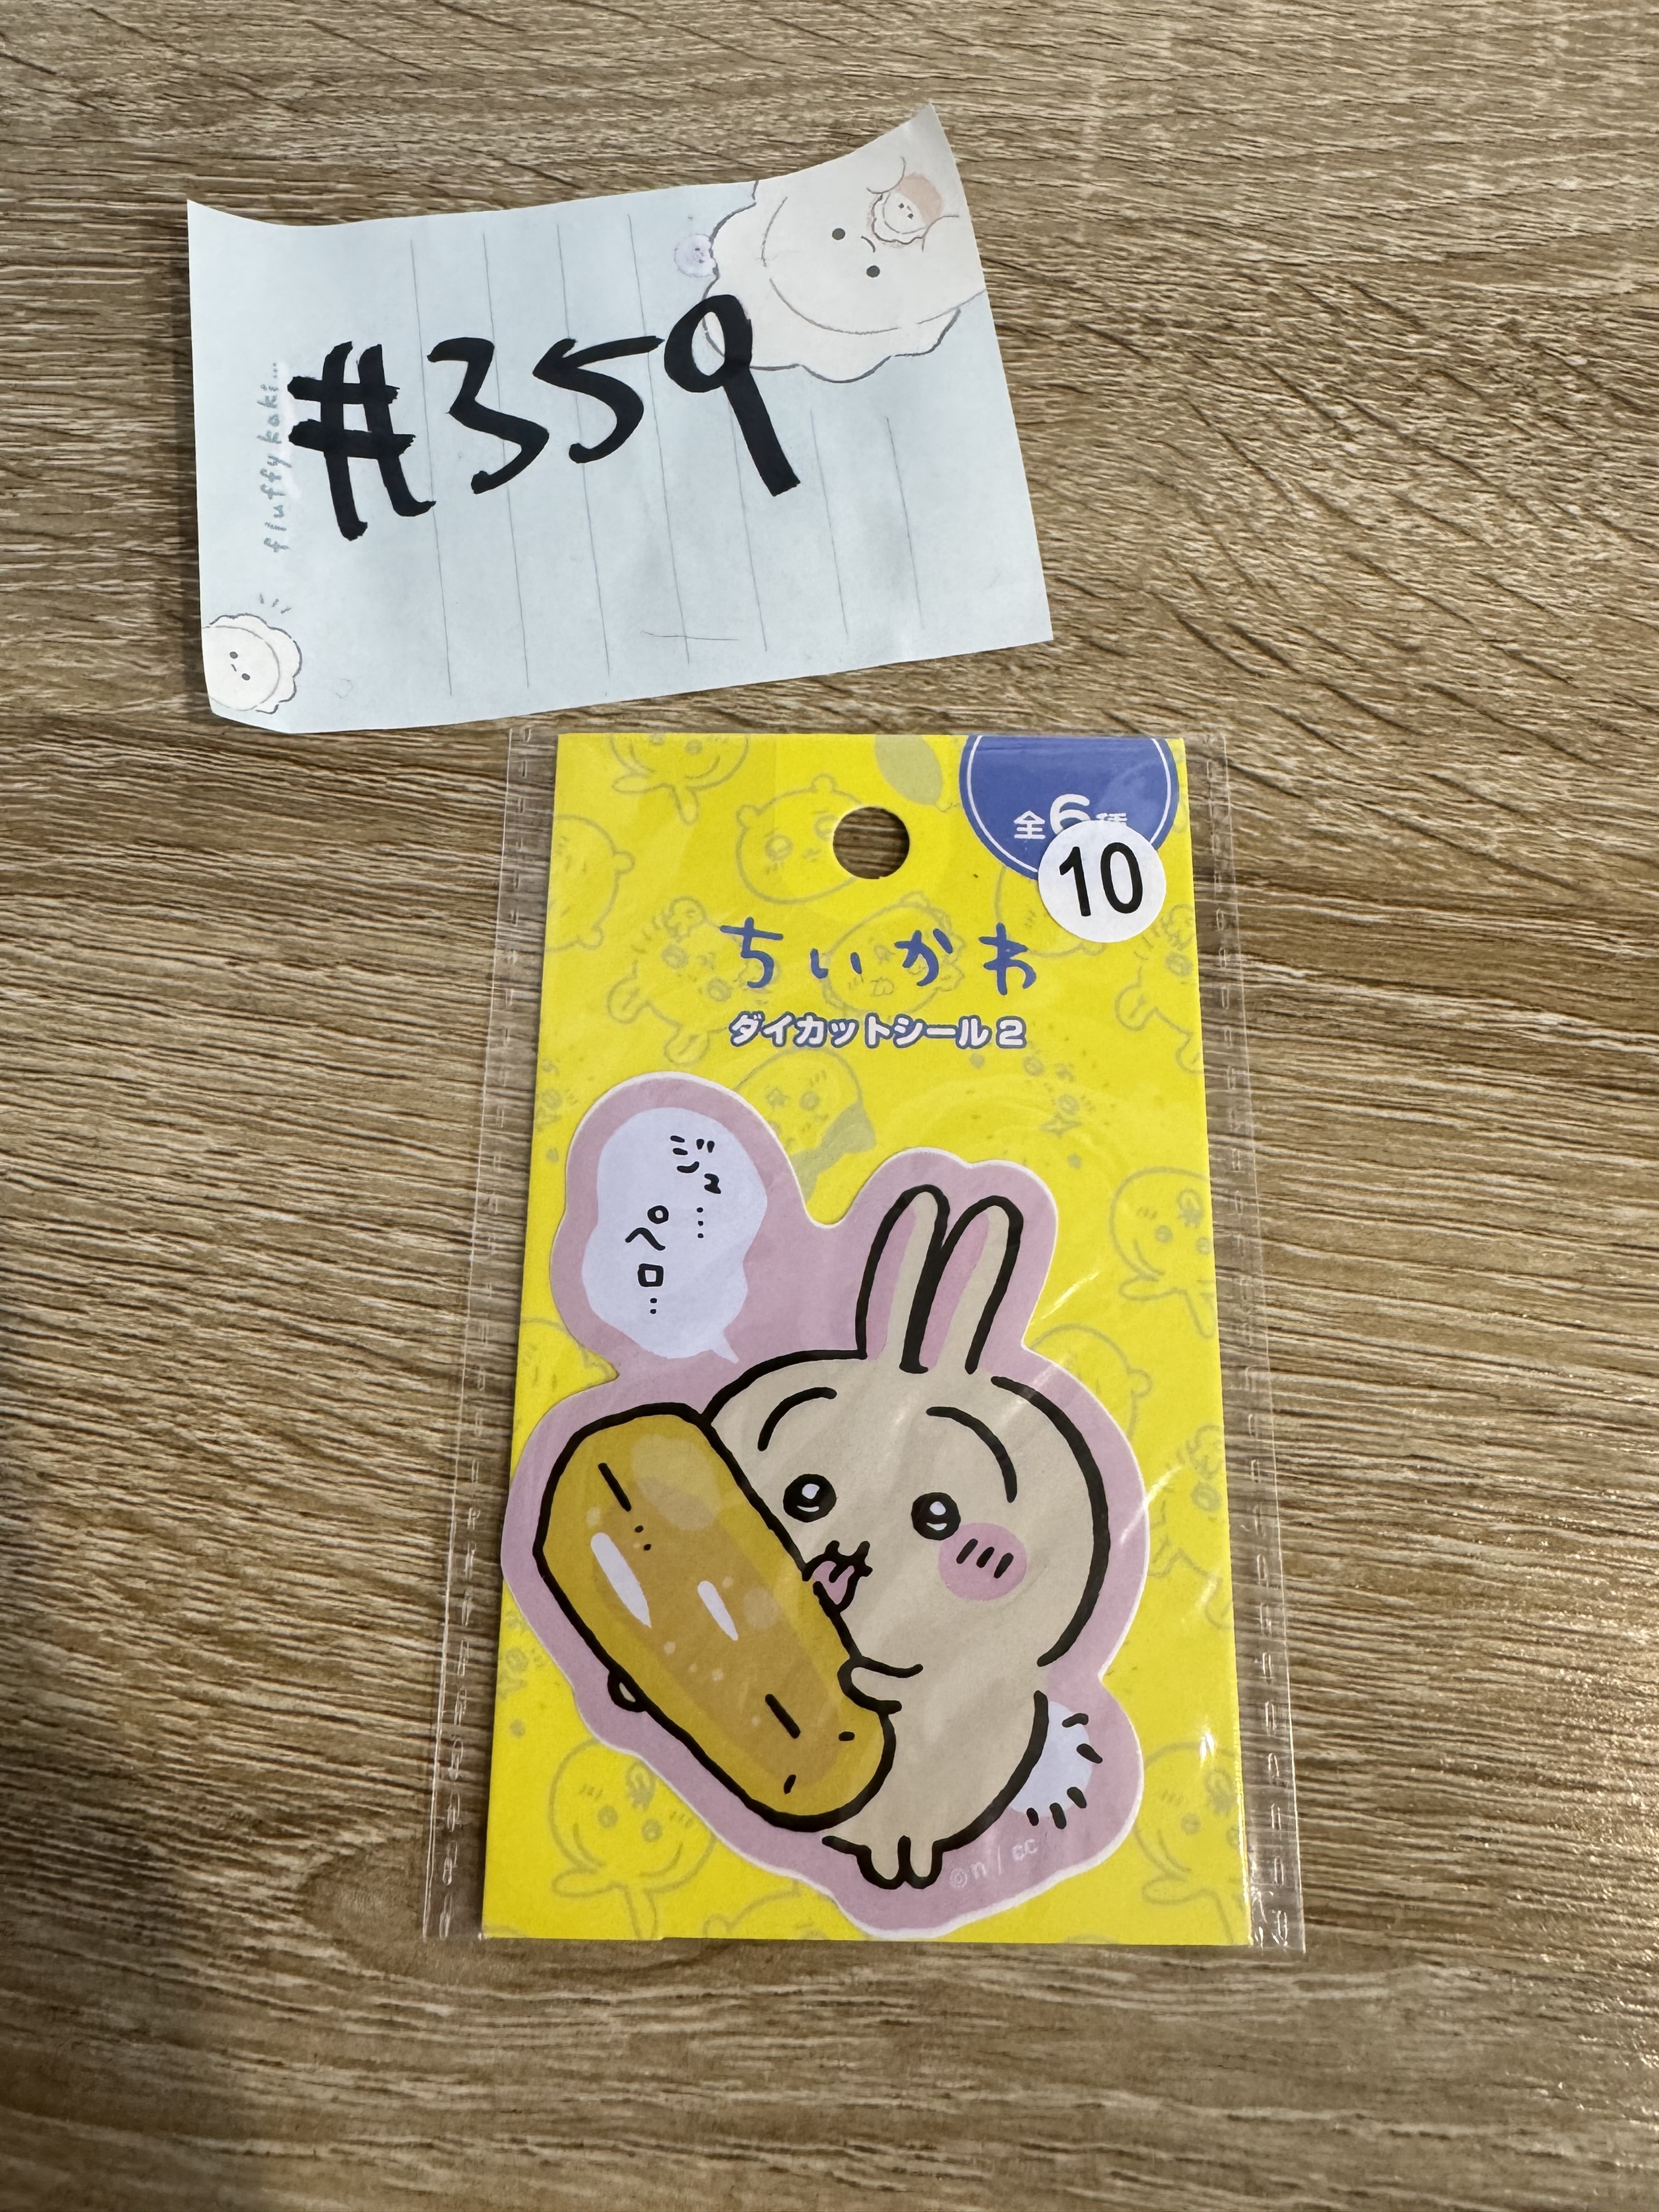 #359
fluffy kaki...
全6種
10
ちいかわ
ダイカットシール2
ジュ…
ペロ…
©n/cc